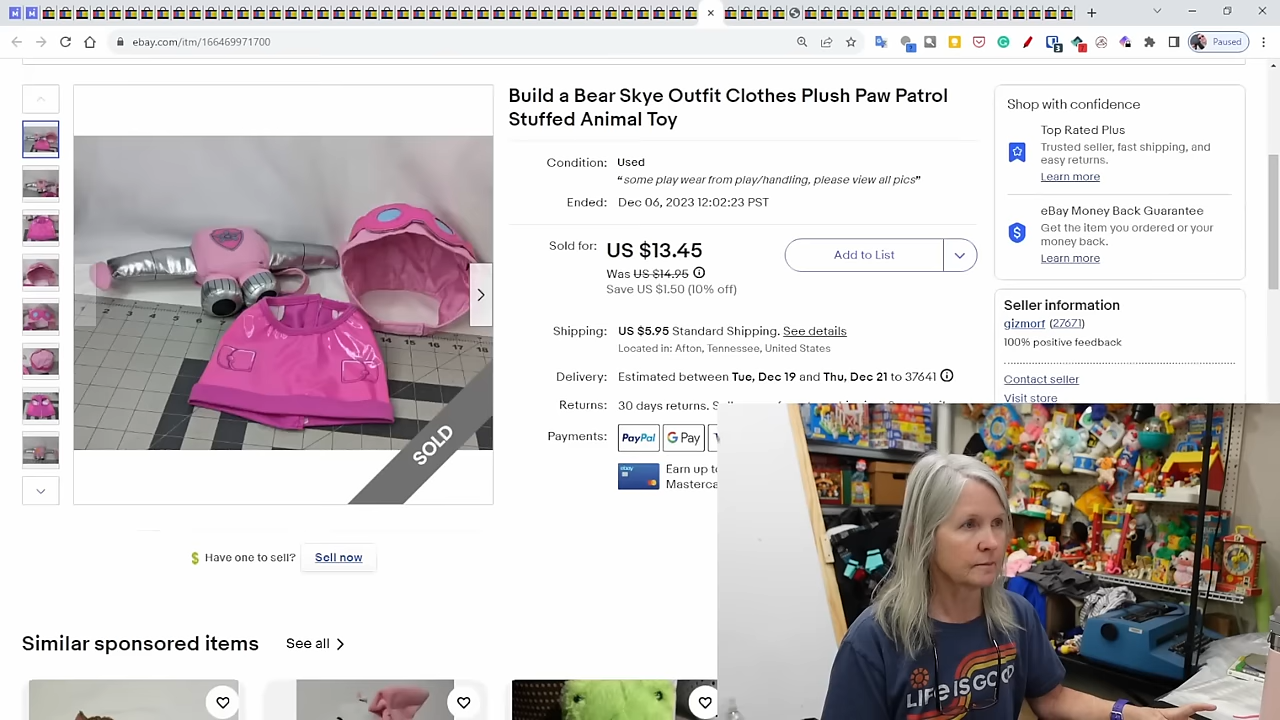 ebay.com/itm/166469971700
Paused
Build a Bear Skye Outfit Clothes Plush Paw Patrol
Stuffed Animal Toy
Condition: Used
“some play wear from play/handling, please view all pics”
Ended: Dec 06, 2023 12:02:23 PST
Sold for: US $13.45
Was US $14.95
Save US $1.50 (10% off)
Add to List
Shipping: US $5.95 Standard Shipping. See details
Located in: Afton, Tennessee, United States
Delivery: Estimated between Tue, Dec 19 and Thu, Dec 21 to 37641
Returns: 30 days returns.
Payments: PayPal G Pay
Earn up to
Masterca
SOLD
Have one to sell? Sell now
Shop with confidence
Top Rated Plus
Trusted seller, fast shipping, and
easy returns.
Learn more
eBay Money Back Guarantee
Get the item you ordered or your
money back.
Learn more
Seller information
gizmorf (27671)
100% positive feedback
Contact seller
Visit store
Similar sponsored items See all
LIFE IS GOOD